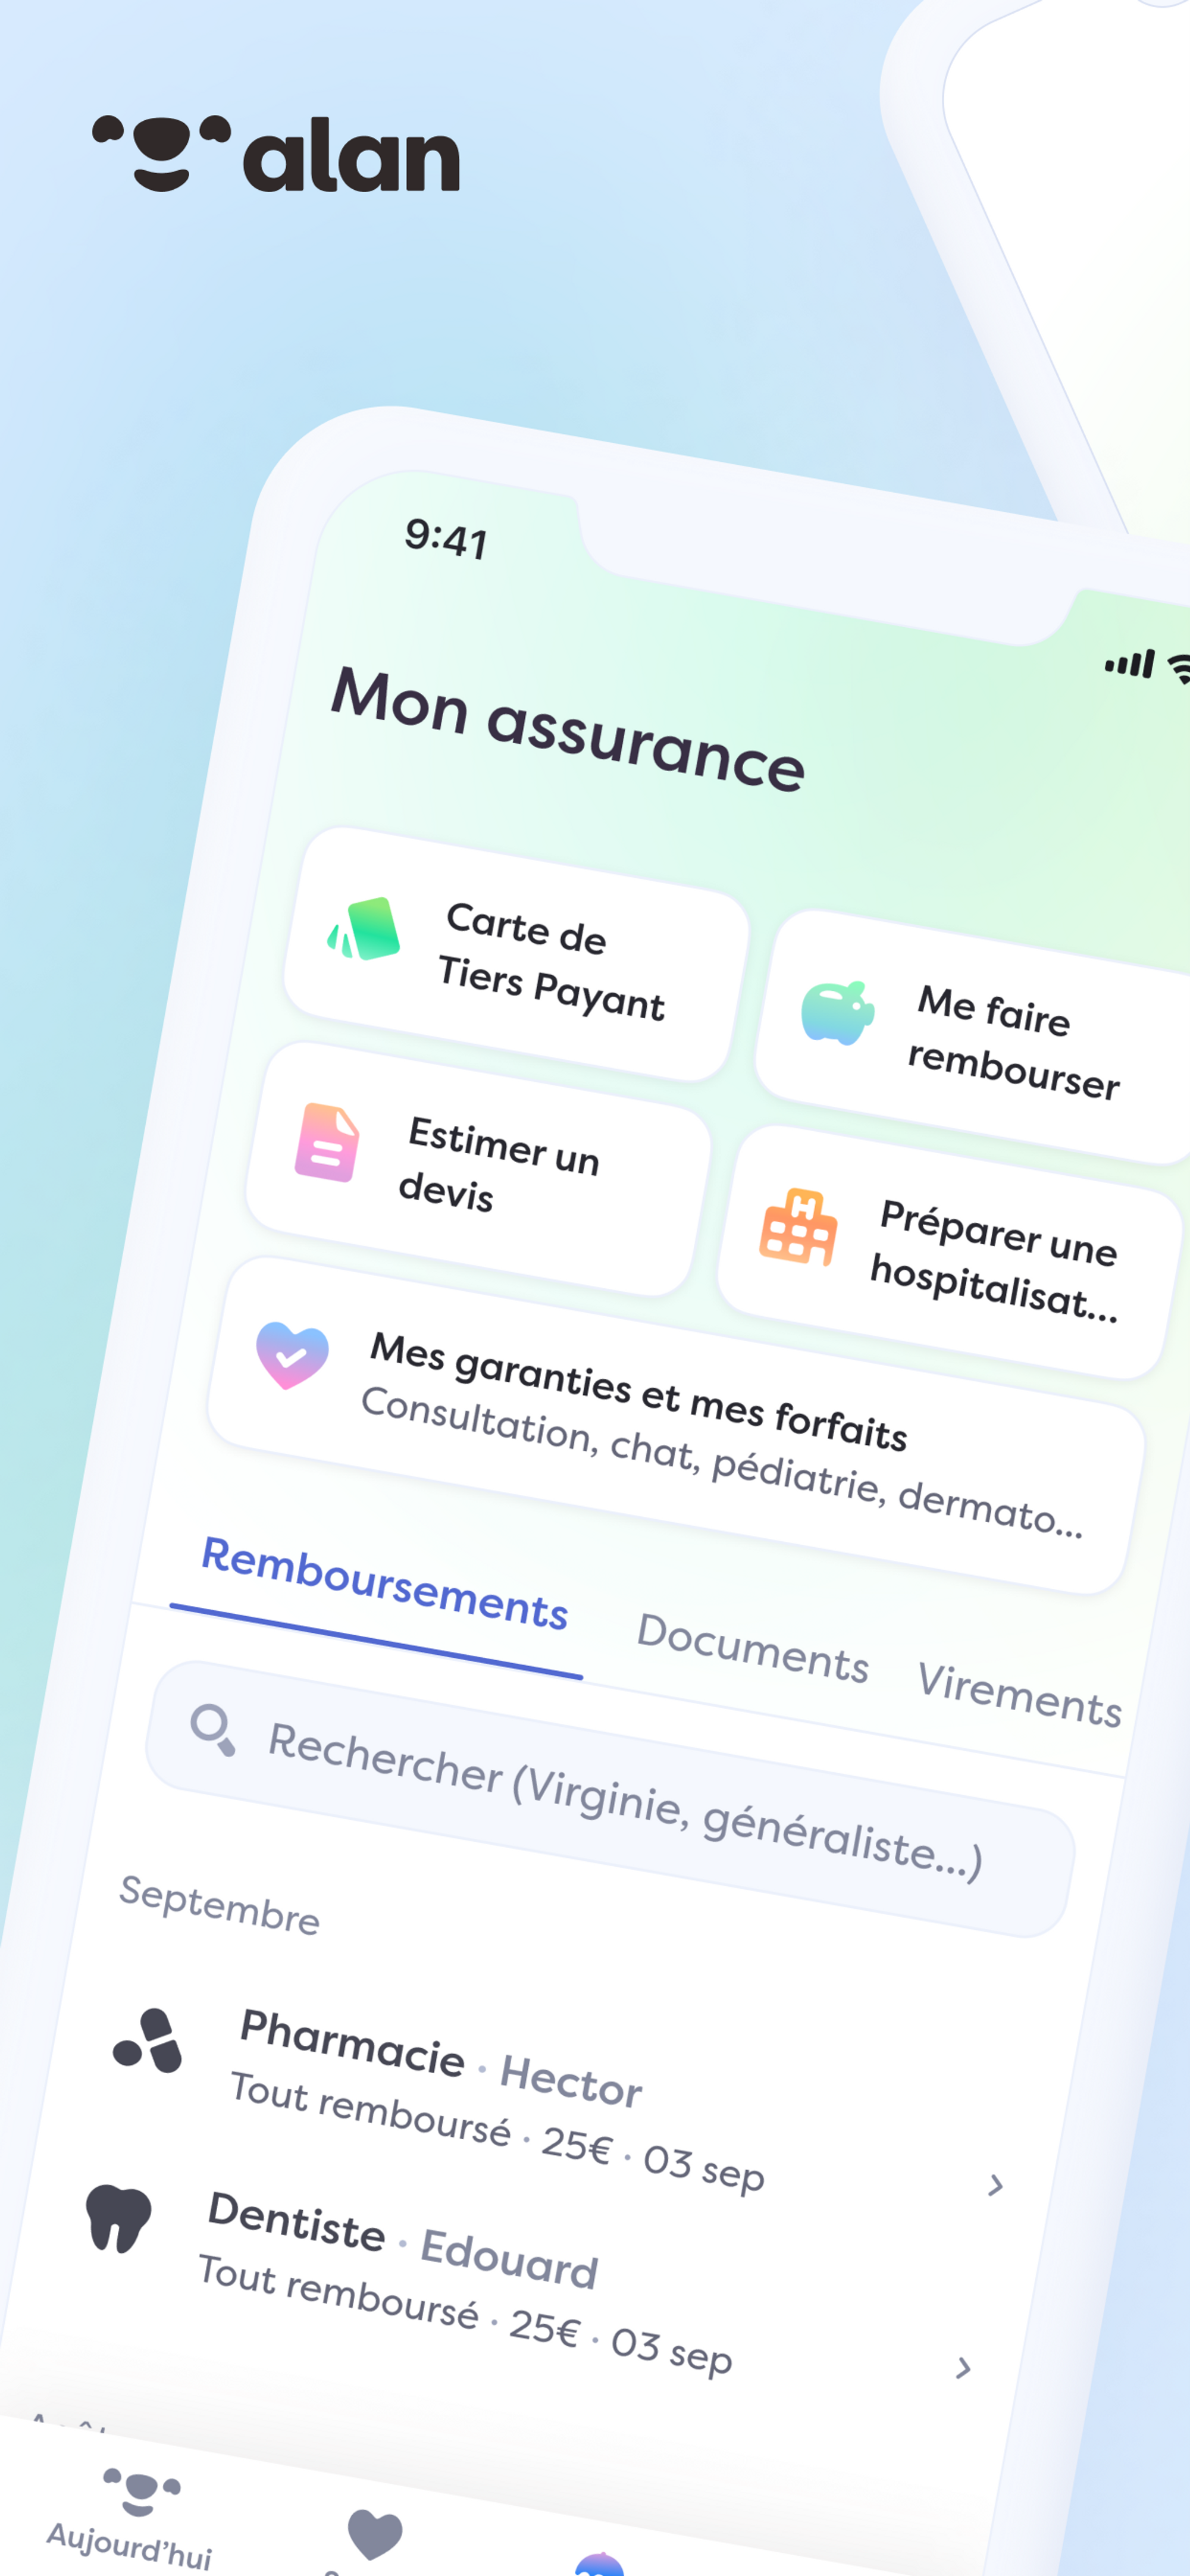 alan
9:41
Mon assurance
Carte de
Tiers Payant
Me faire
rembourser
Estimer un
devis
Préparer une
hospitalisat...
Mes garanties et mes forfaits
Consultation, chat, pédiatrie, dermato...
Remboursements Documents Virements
Rechercher (Virginie, généraliste...)
Septembre
Pharmacie · Hector
Tout remboursé · 25€ · 03 sep
Dentiste · Edouard
Tout remboursé · 25€ · 03 sep
Aujourd'hui